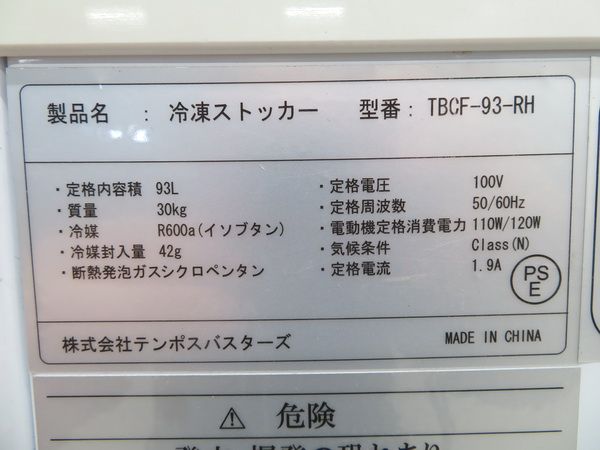 製品名 : 冷凍ストッカー 型番: TBCF-93-RH
・定格内容積 93L
・質量 30kg
・冷媒 R600a(イソブタン)
・冷媒封入量 42g
・断熱発泡ガスシクロペンタン
・定格電圧 100V
・定格周波数 50/60Hz
・電動機定格消費電力 110W/120W
・気候条件 Class(N)
・定格電流 1.9A
PS
E
株式会社テンポスバスターズ MADE IN CHINA
⚠ 危険